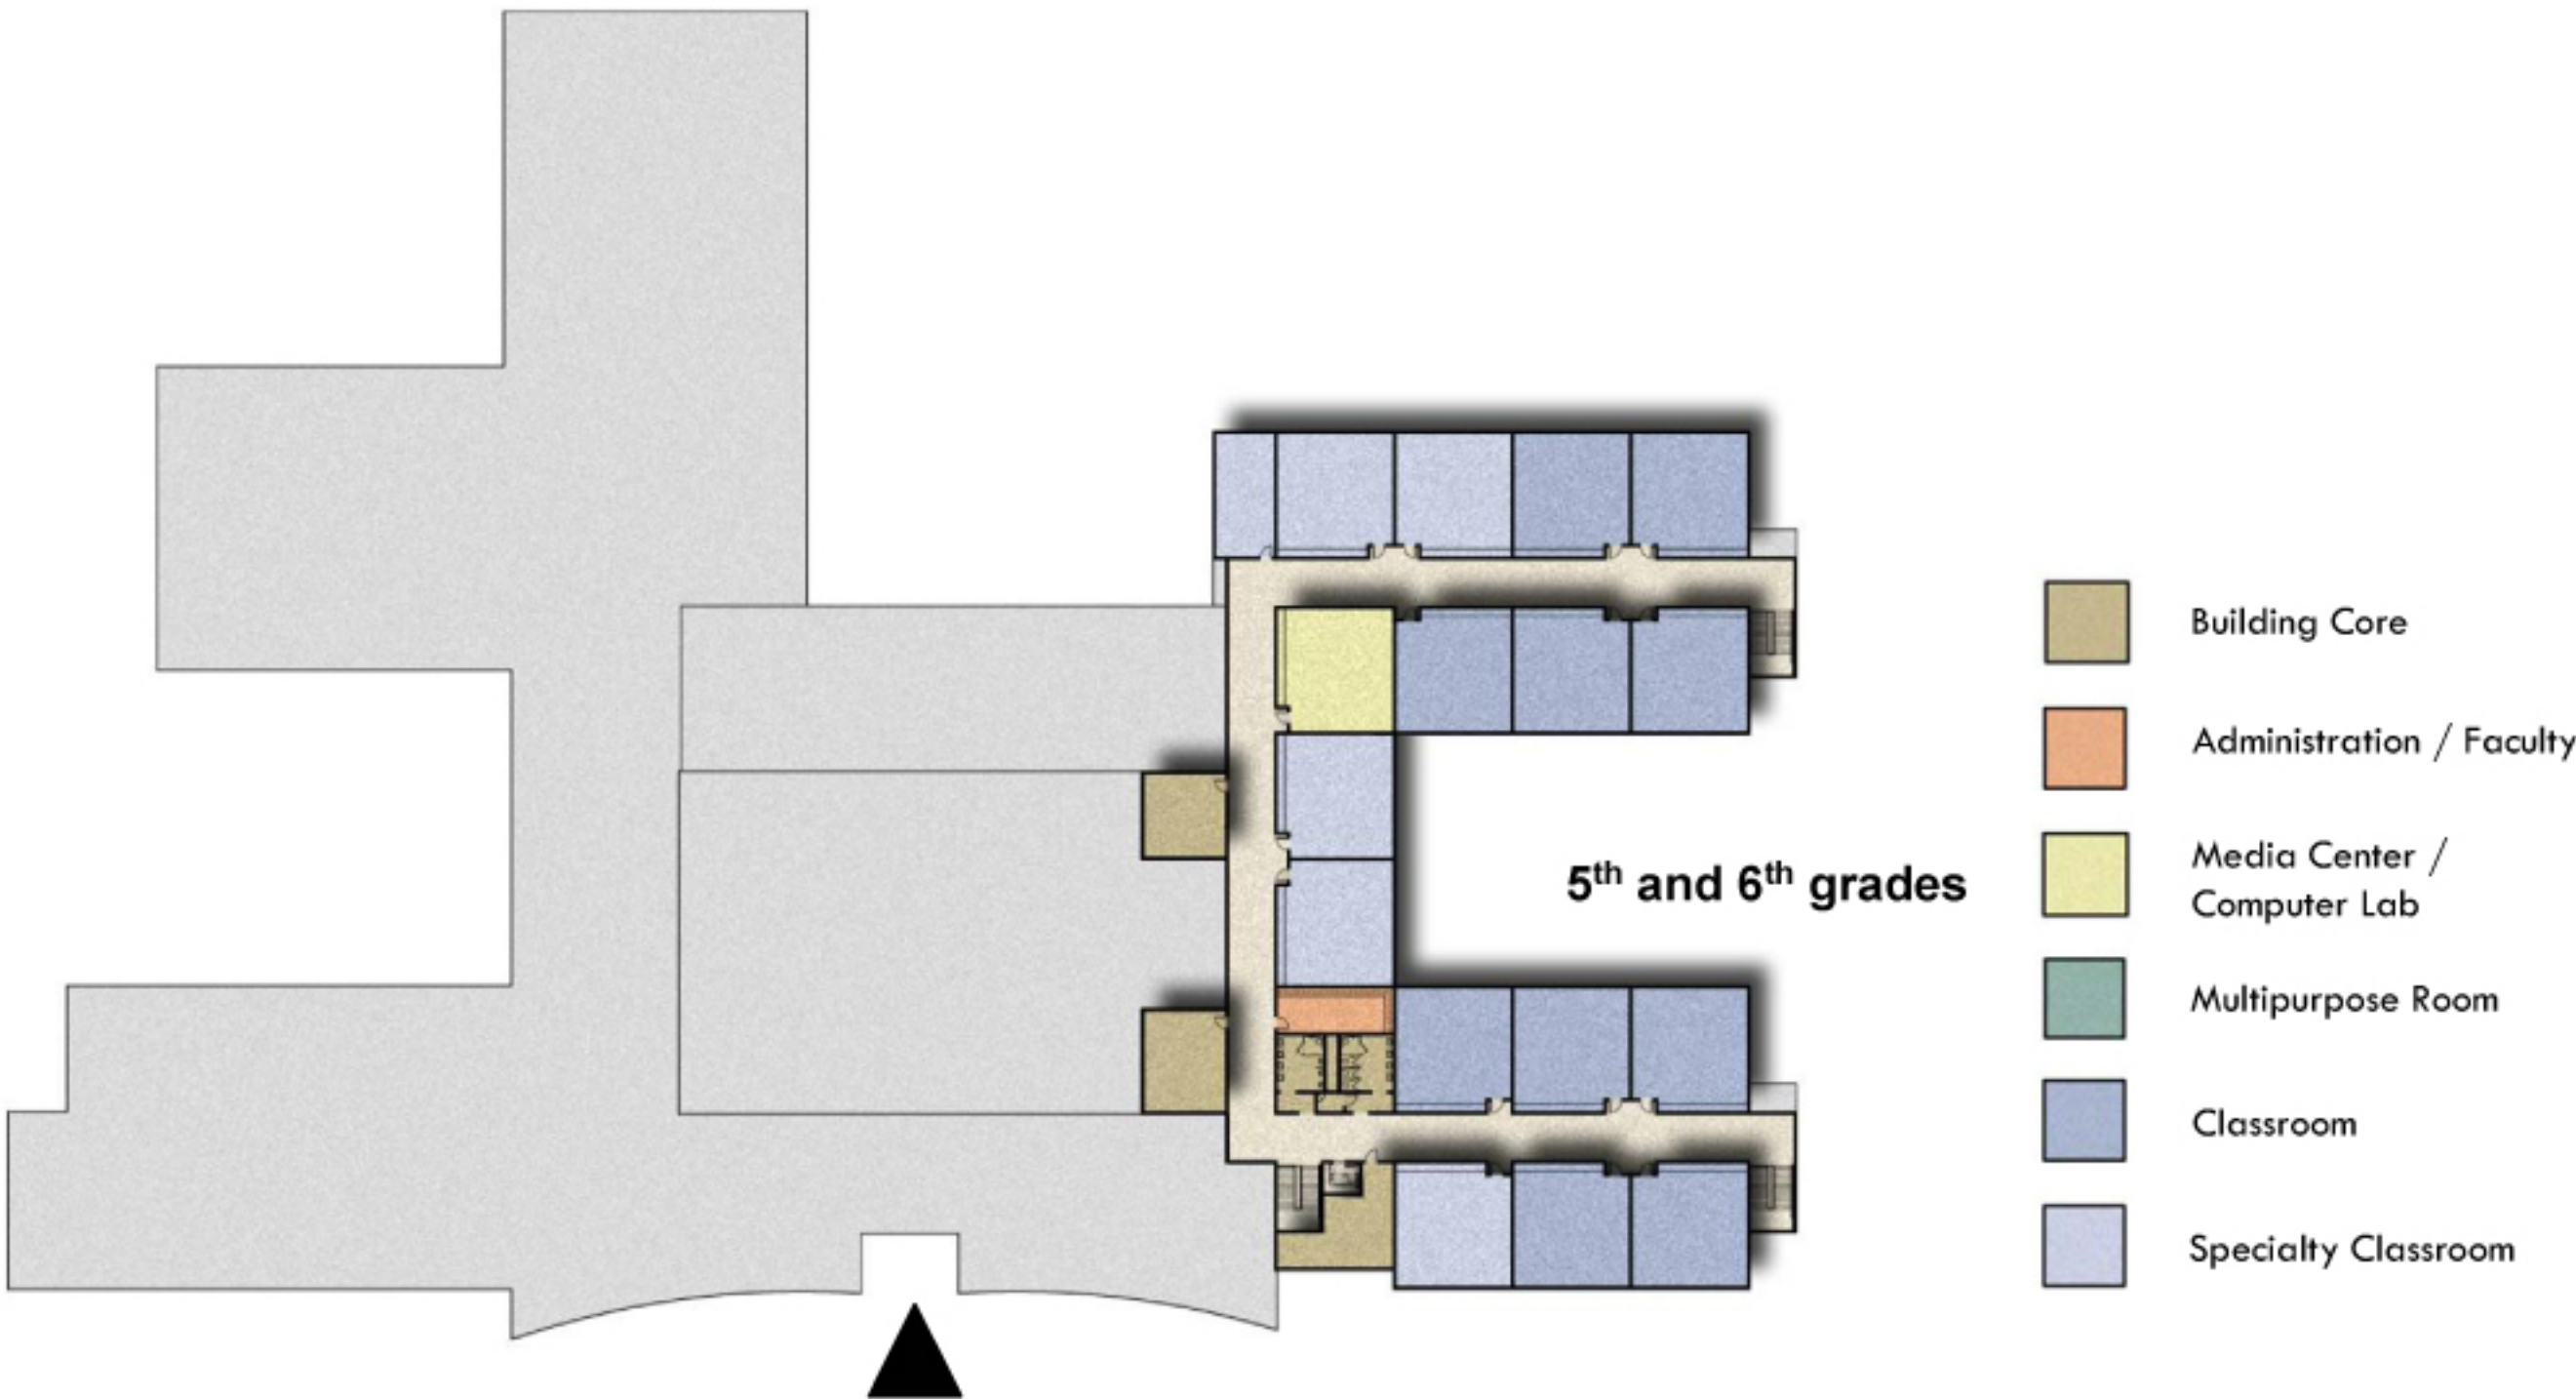 5th and 6th grades
Building Core
Administration / Faculty
Media Center /
Computer Lab
Multipurpose Room
Classroom
Specialty Classroom